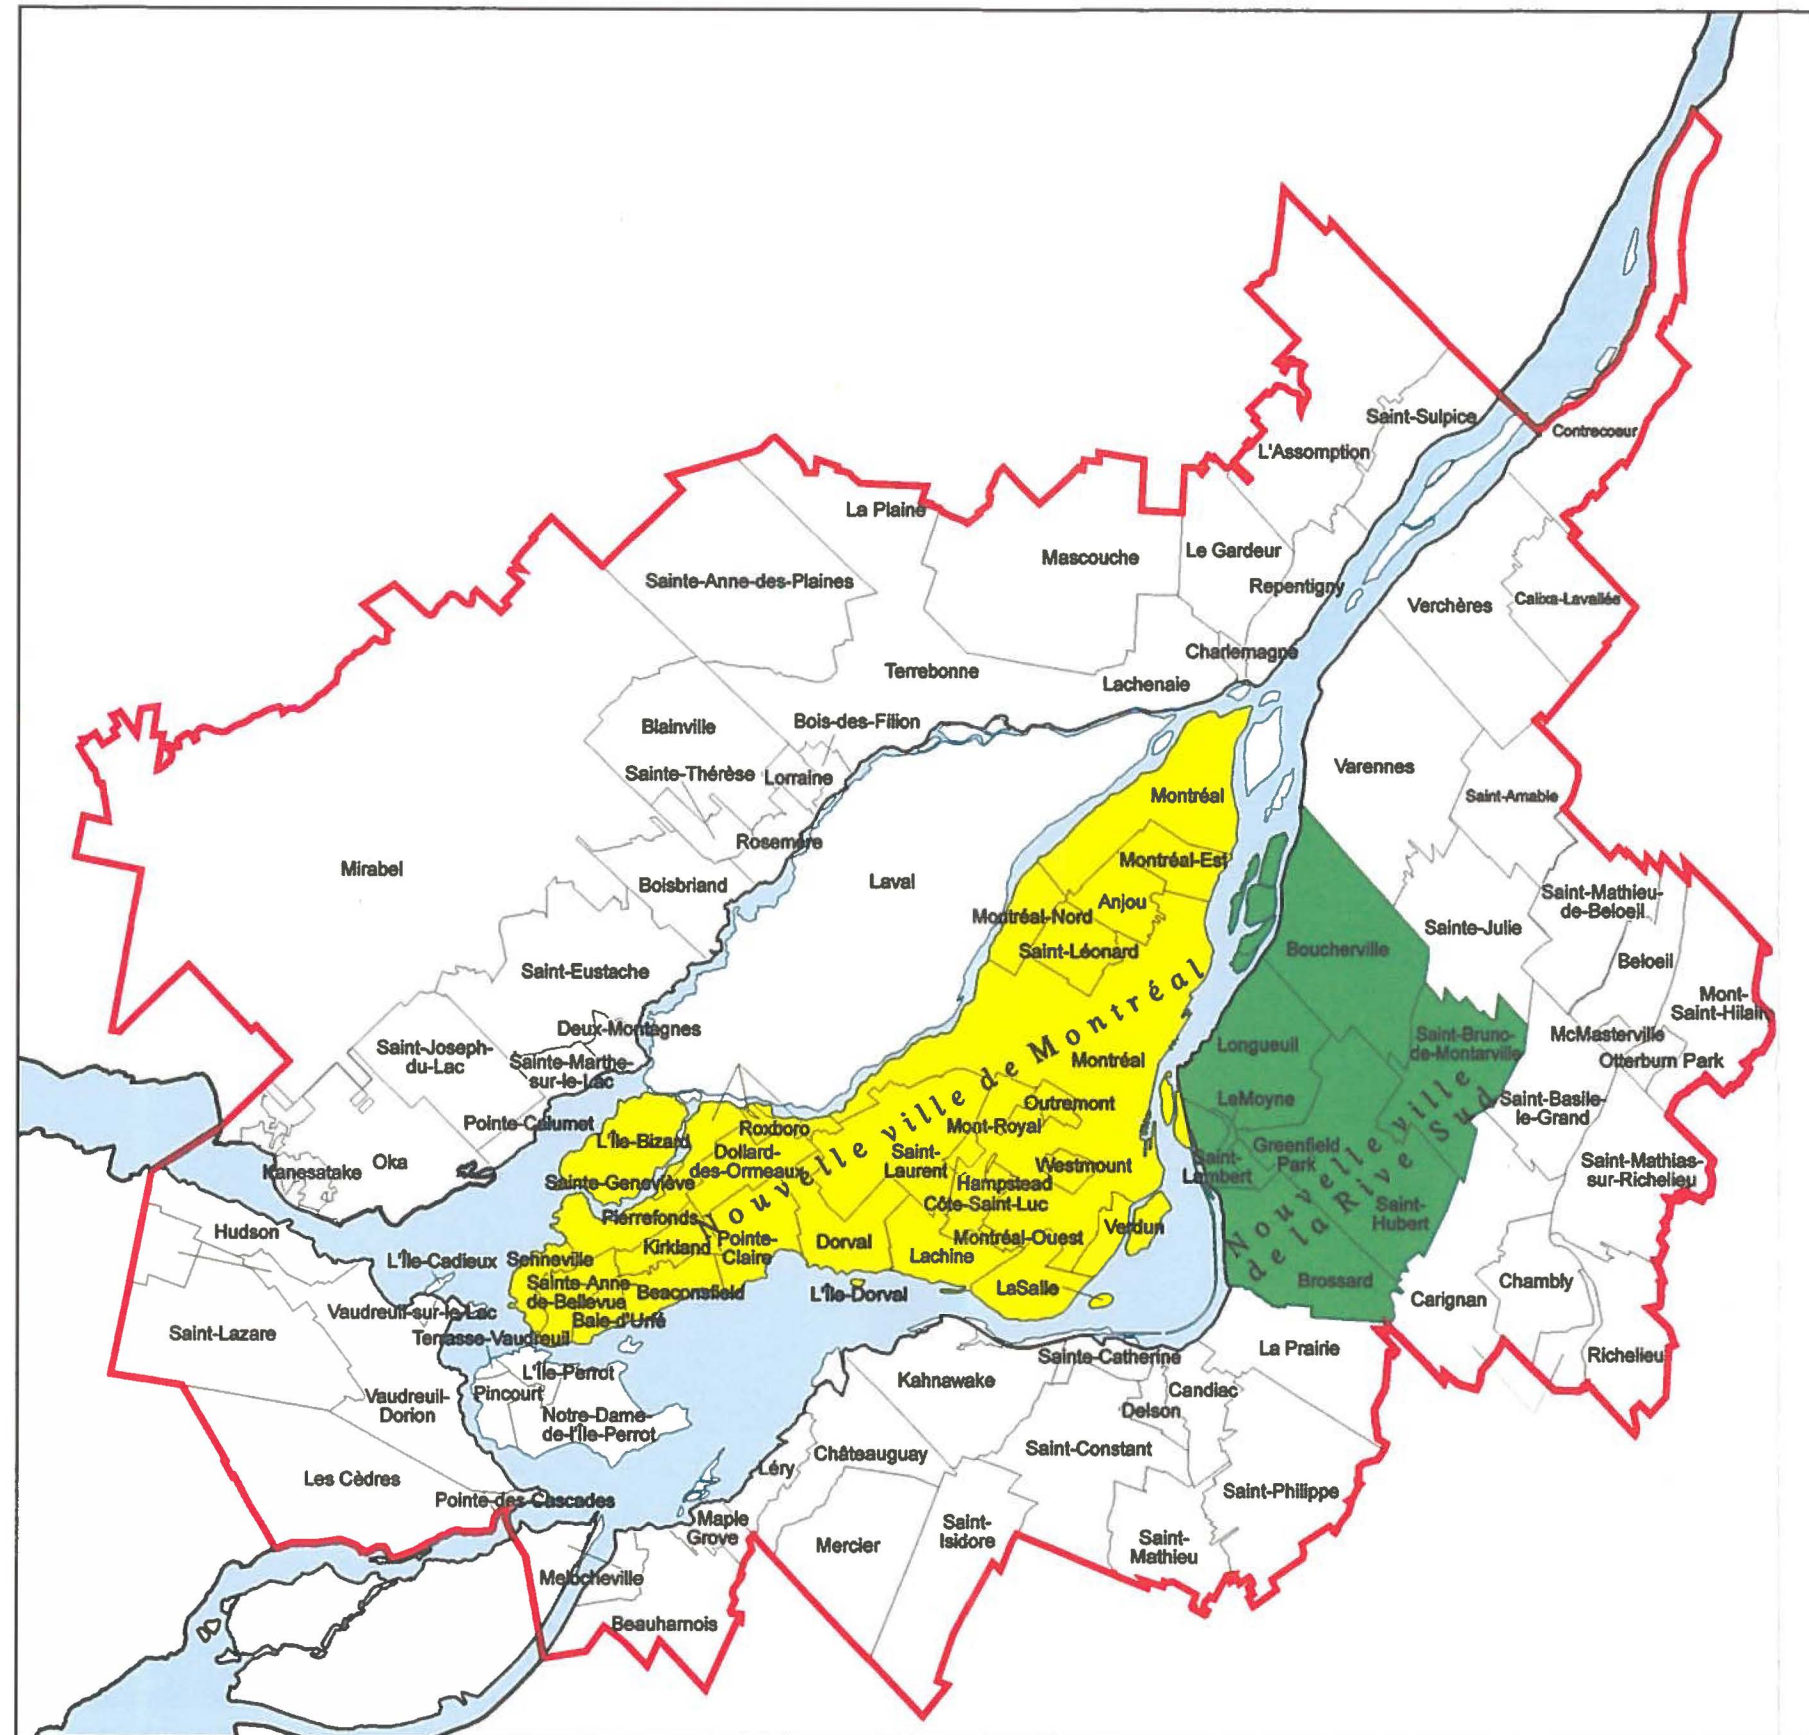 Saint-Sulpice
Contrecoeur
L'Assomption
La Plaine
Mascouche
Le Gardeur
Sainte-Anne-des-Plaines
Repentigny
Verchères
Calixa-Lavallée
Charlemagne
Terrebonne
Lachenaie
Blainville
Bois-des-Filion
Sainte-Thérèse
Lorraine
Varennes
Montréal
Saint-Amable
Rosemère
Mirabel
Boisbriand
Laval
Montréal-Est
Anjou
Montréal-Nord
Saint-Léonard
Saint-Mathieu-
de-Beloeil
Sainte-Julie
Boucherville
Beloeil
Saint-Eustache
Mont-
Saint-Hilair
Deux-Montagnes
Saint-Joseph-
du-Lac
Sainte-Marthe-
sur-le-Lac
Longueuil
Saint-Bruno-
de-Montarville
McMasterville
Otterburn Park
Montréal
Nouvelle ville de Montréal
Outremont
LeMoyne
Saint-Basile-
le-Grand
Pointe-Calumet
L'Île-Bizard
Roxboro
Mont-Royal
Dollard-
des-Ormeaux
Saint-
Laurent
Westmount
Saint-
Lambert
Greenfield
Park
Saint-Mathias-
sur-Richelieu
Kanesatake
Oka
Sainte-Geneviève
Hampstead
Côte-Saint-Luc
Nouvelle ville
de la Rive Sud
Saint-
Hubert
Pierrefonds
Verdun
Hudson
Kirkland
Pointe-
Claire
Dorval
Montréal-Ouest
Lachine
L'Île-Cadieux
Senneville
Sainte-Anne-
de-Bellevue
Beaconsfield
L'Île-Dorval
LaSalle
Brossard
Carignan
Chambly
Vaudreuil-sur-le-Lac
Baie-d'Urfé
Saint-Lazare
Terrasse-Vaudreuil
L'Île-Perrot
Pincourt
Sainte-Catherine
La Prairie
Richelieu
Kahnawake
Candiac
Delson
Vaudreuil-
Dorion
Notre-Dame-
de-l'Île-Perrot
Châteauguay
Saint-Constant
Léry
Les Cèdres
Pointe-des-Cascades
Saint-Philippe
Maple
Grove
Mercier
Saint-
Isidore
Saint-
Mathieu
Melocheville
Beauharnois